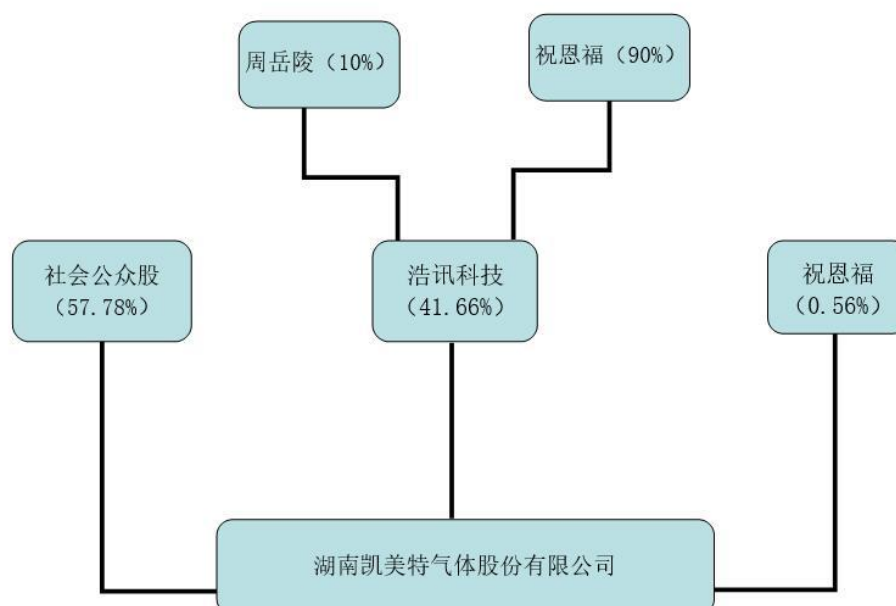 周岳陵（10%）
祝恩福（90%）
社会公众股
（57.78%）
浩讯科技
（41.66%）
祝恩福
（0.56%）
湖南凯美特气体股份有限公司